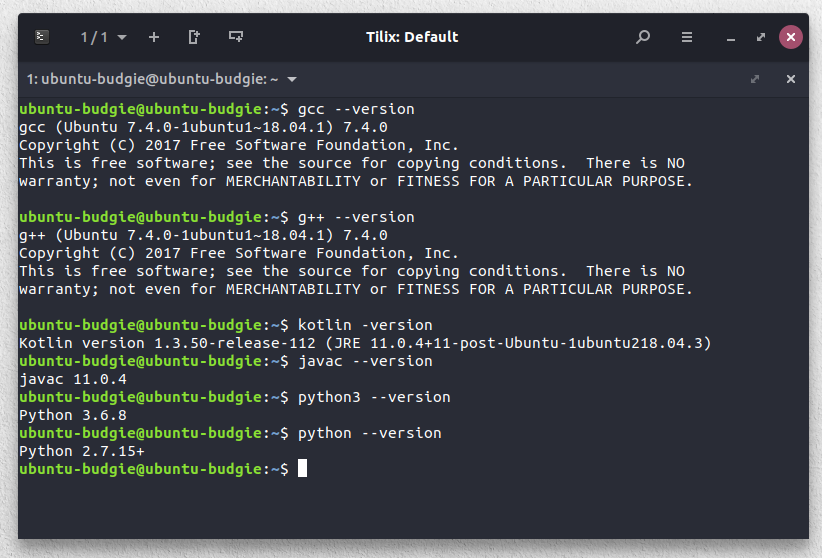 1 / 1
Tilix: Default
1: ubuntu-budgie@ubuntu-budgie: ~
ubuntu-budgie@ubuntu-budgie:~$ gcc --version
gcc (Ubuntu 7.4.0-1ubuntu1~18.04.1) 7.4.0
Copyright (C) 2017 Free Software Foundation, Inc.
This is free software; see the source for copying conditions.  There is NO
warranty; not even for MERCHANTABILITY or FITNESS FOR A PARTICULAR PURPOSE.
ubuntu-budgie@ubuntu-budgie:~$ g++ --version
g++ (Ubuntu 7.4.0-1ubuntu1~18.04.1) 7.4.0
Copyright (C) 2017 Free Software Foundation, Inc.
This is free software; see the source for copying conditions.  There is NO
warranty; not even for MERCHANTABILITY or FITNESS FOR A PARTICULAR PURPOSE.
ubuntu-budgie@ubuntu-budgie:~$ kotlin -version
Kotlin version 1.3.50-release-112 (JRE 11.0.4+11-post-Ubuntu-1ubuntu218.04.3)
ubuntu-budgie@ubuntu-budgie:~$ javac --version
javac 11.0.4
ubuntu-budgie@ubuntu-budgie:~$ python3 --version
Python 3.6.8
ubuntu-budgie@ubuntu-budgie:~$ python --version
Python 2.7.15+
ubuntu-budgie@ubuntu-budgie:~$